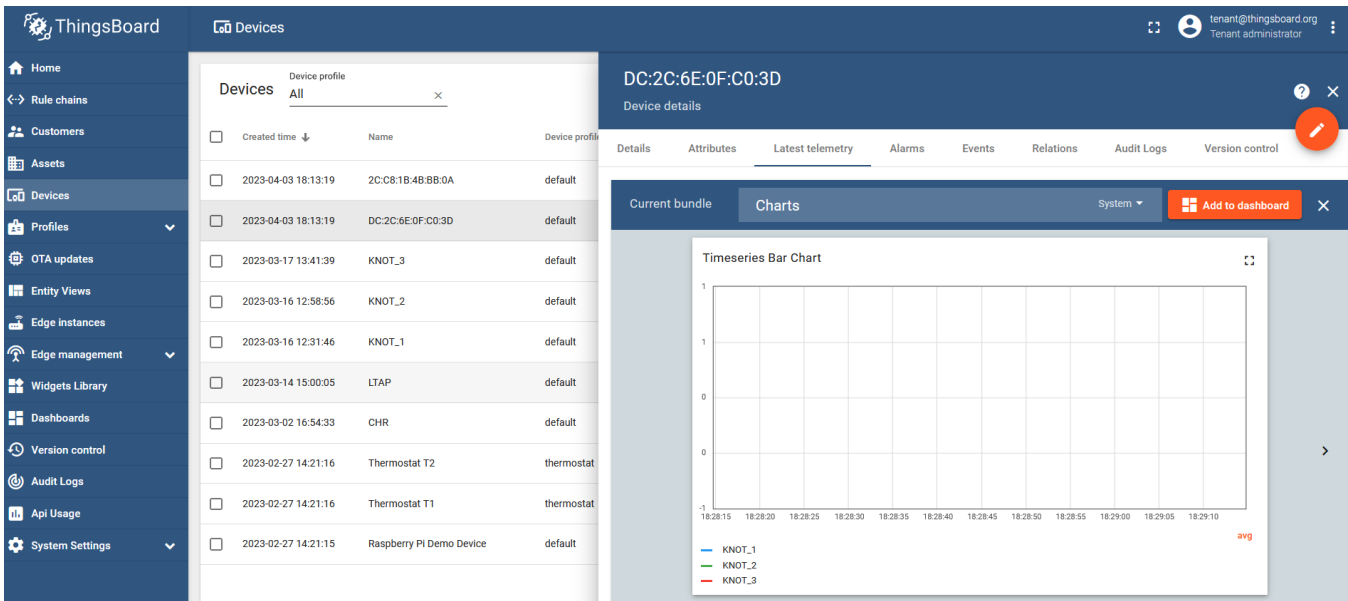 ThingsBoard
Devices
tenant@thingsboard.org
Tenant administrator
Home
Rule chains
Customers
Assets
Devices
Profiles
OTA updates
Entity Views
Edge instances
Edge management
Widgets Library
Dashboards
Version control
Audit Logs
Api Usage
System Settings
Devices
Device profile
All
Created time Name Device profile
2023-04-03 18:13:19 2C:C8:1B:4B:BB:0A default
2023-04-03 18:13:19 DC:2C:6E:0F:C0:3D default
2023-03-17 13:41:39 KNOT_3 default
2023-03-16 12:58:56 KNOT_2 default
2023-03-16 12:31:46 KNOT_1 default
2023-03-14 15:00:05 LTAP default
2023-03-02 16:54:33 CHR default
2023-02-27 14:21:16 Thermostat T2 thermostat
2023-02-27 14:21:16 Thermostat T1 thermostat
2023-02-27 14:21:15 Raspberry Pi Demo Device default
DC:2C:6E:0F:C0:3D
Device details
Details Attributes Latest telemetry Alarms Events Relations Audit Logs Version control
Current bundle Charts System Add to dashboard
Timeseries Bar Chart
1
1
0
0
-1
18:28:15 18:28:20 18:28:25 18:28:30 18:28:35 18:28:40 18:28:45 18:28:50 18:28:55 18:29:00 18:29:05 18:29:10
avg
KNOT_1
KNOT_2
KNOT_3